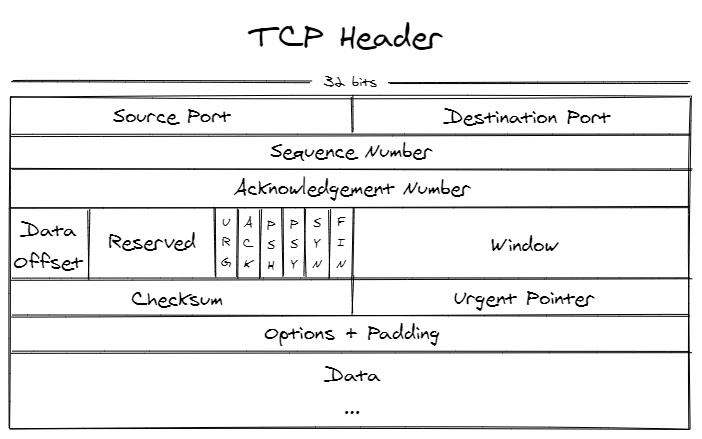 TCP Header
32 bits
Source Port Destination Port
Sequence Number
Acknowledgement Number
Data Offset Reserved URG ACK PSH PSY SYN FIN Window
Checksum Urgent Pointer
Options + Padding
Data
...